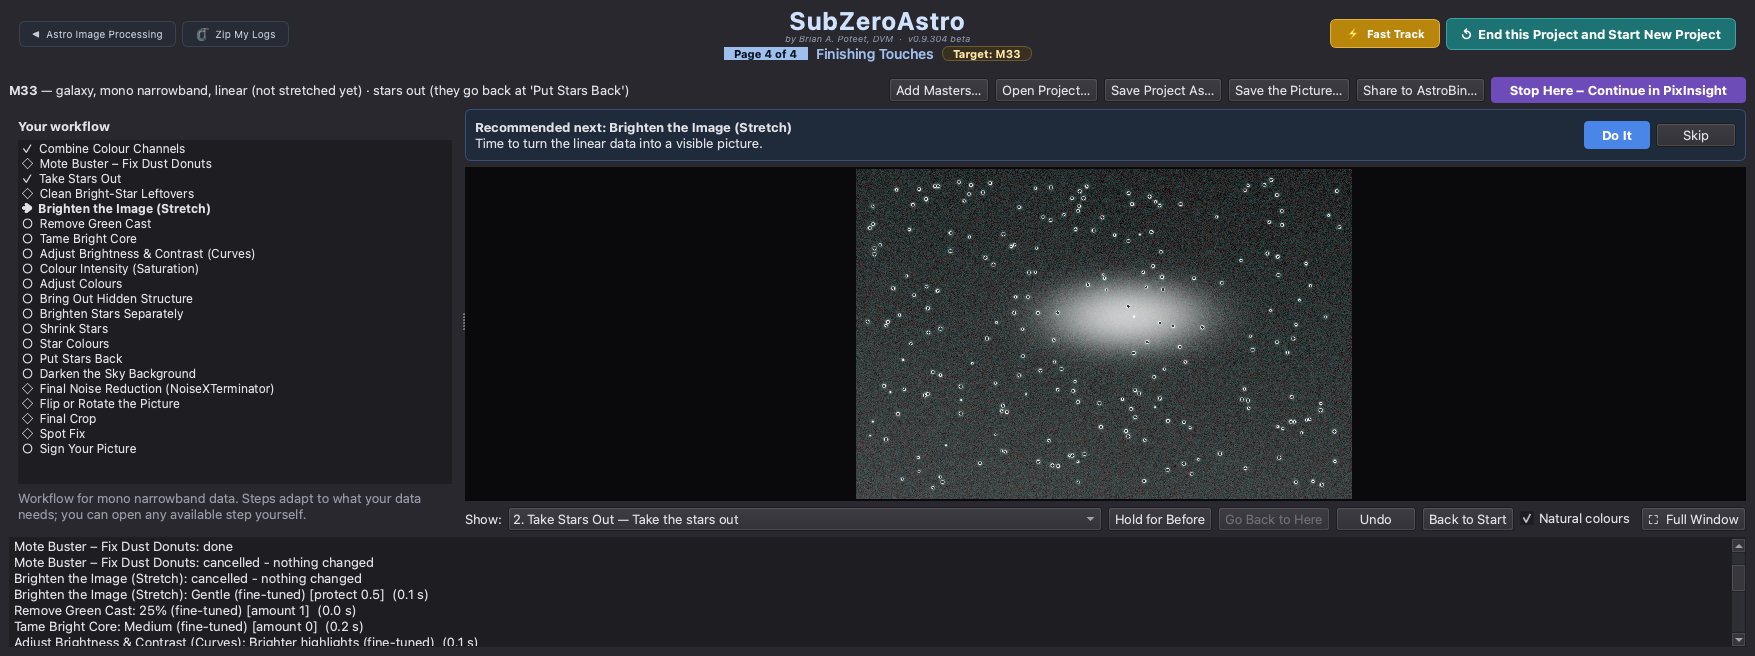 ◄ Astro Image Processing
Zip My Logs
SubZeroAstro
by Brian A. Poteet, DVM · v0.9.304 beta
Page 4 of 4 Finishing Touches Target: M33
⚡ Fast Track
↺ End this Project and Start New Project
M33 — galaxy, mono narrowband, linear (not stretched yet) · stars out (they go back at 'Put Stars Back')
Add Masters... Open Project... Save Project As... Save the Picture... Share to AstroBin... Stop Here – Continue in PixInsight
Your workflow
✓ Combine Colour Channels
◇ Mote Buster – Fix Dust Donuts
✓ Take Stars Out
◇ Clean Bright-Star Leftovers
Brighten the Image (Stretch)
○ Remove Green Cast
○ Tame Bright Core
○ Adjust Brightness & Contrast (Curves)
○ Colour Intensity (Saturation)
○ Adjust Colours
○ Bring Out Hidden Structure
○ Brighten Stars Separately
○ Shrink Stars
○ Star Colours
○ Put Stars Back
○ Darken the Sky Background
◇ Final Noise Reduction (NoiseXTerminator)
◇ Flip or Rotate the Picture
◇ Final Crop
◇ Spot Fix
○ Sign Your Picture
Workflow for mono narrowband data. Steps adapt to what your data
needs; you can open any available step yourself.
Recommended next: Brighten the Image (Stretch)
Time to turn the linear data into a visible picture.
Do It Skip
Show: 2. Take Stars Out — Take the stars out Hold for Before Go Back to Here Undo Back to Start ✓ Natural colours Full Window
Mote Buster – Fix Dust Donuts: done
Mote Buster – Fix Dust Donuts: cancelled - nothing changed
Brighten the Image (Stretch): cancelled - nothing changed
Brighten the Image (Stretch): Gentle (fine-tuned) [protect 0.5] (0.1 s)
Remove Green Cast: 25% (fine-tuned) [amount 1] (0.0 s)
Tame Bright Core: Medium (fine-tuned) [amount 0] (0.2 s)
Adjust Brightness & Contrast (Curves): Brighter highlights (fine-tuned) (0.1 s)